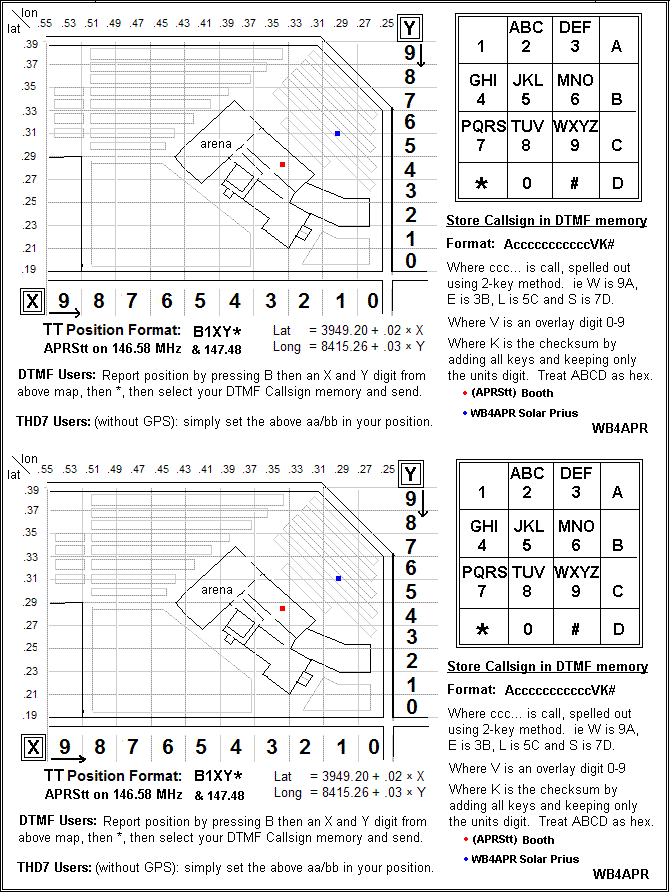 lon
lat
.55 .53 .51 .49 .47 .45 .43 .41 .39 .37 .35 .33 .31 .29 .27 .25
Y
.39
.37
.35
.33
.31
.29
.27
.25
.23
.21
.19
arena
9
8
7
6
5
4
3
2
1
0
X 9 8 7 6 5 4 3 2 1 0
TT Position Format: B1XY*
APRStt on 146.58 MHz & 147.48
Lat = 3949.20 + .02 × X
Long = 8415.26 + .03 × Y
DTMF Users: Report position by pressing B then an X and Y digit from
above map, then *, then select your DTMF Callsign memory and send.
THD7 Users: (without GPS): simply set the above aa/bb in your position.
ABC DEF
1 2 3 A
GHI JKL MNO
4 5 6 B
PQRS TUV WXYZ
7 8 9 C
* 0 # D
Store Callsign in DTMF memory
Format: AccccccccccccVK#
Where ccc... is call, spelled out
using 2-key method. ie W is 9A,
E is 3B, L is 5C and S is 7D.
Where V is an overlay digit 0-9
Where K is the checksum by
adding all keys and keeping only
the units digit. Treat ABCD as hex.
(APRStt) Booth
WB4APR Solar Prius
WB4APR
lon
lat
.55 .53 .51 .49 .47 .45 .43 .41 .39 .37 .35 .33 .31 .29 .27 .25
Y
.39
.37
.35
.33
.31
.29
.27
.25
.23
.21
.19
arena
9
8
7
6
5
4
3
2
1
0
X 9 8 7 6 5 4 3 2 1 0
TT Position Format: B1XY*
APRStt on 146.58 MHz & 147.48
Lat = 3949.20 + .02 × X
Long = 8415.26 + .03 × Y
DTMF Users: Report position by pressing B then an X and Y digit from
above map, then *, then select your DTMF Callsign memory and send.
THD7 Users: (without GPS): simply set the above aa/bb in your position.
ABC DEF
1 2 3 A
GHI JKL MNO
4 5 6 B
PQRS TUV WXYZ
7 8 9 C
* 0 # D
Store Callsign in DTMF memory
Format: AccccccccccccVK#
Where ccc... is call, spelled out
using 2-key method. ie W is 9A,
E is 3B, L is 5C and S is 7D.
Where V is an overlay digit 0-9
Where K is the checksum by
adding all keys and keeping only
the units digit. Treat ABCD as hex.
(APRStt) Booth
WB4APR Solar Prius
WB4APR